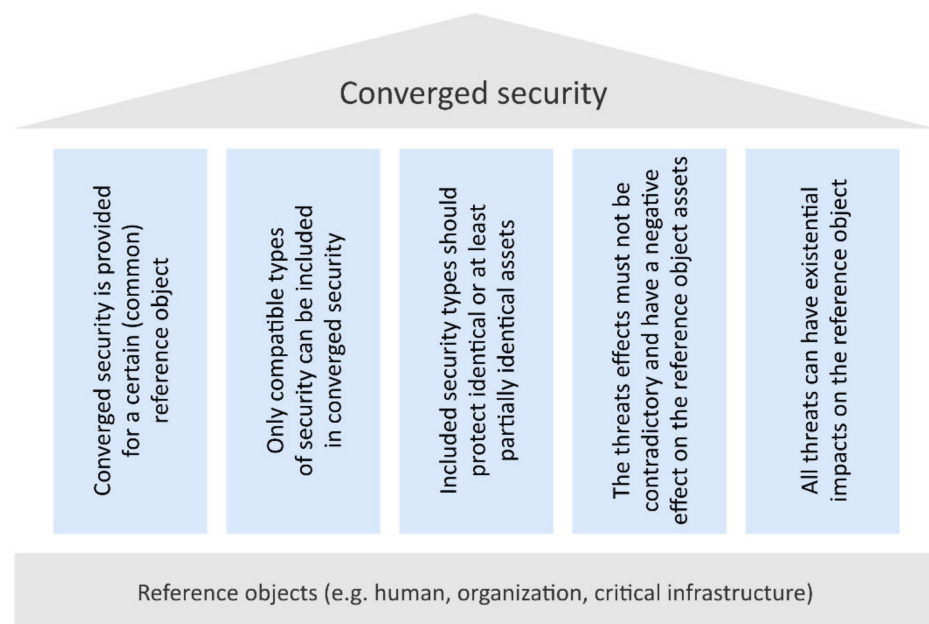 Converged security
Converged security is provided
for a certain (common)
reference object
Only compatible types
of security can be included
in converged security
Included security types should
protect identical or at least
partially identical assets
The threats effects must not be
contradictory and have a negative
effect on the reference object assets
All threats can have existential
impacts on the reference object
Reference objects (e.g. human, organization, critical infrastructure)